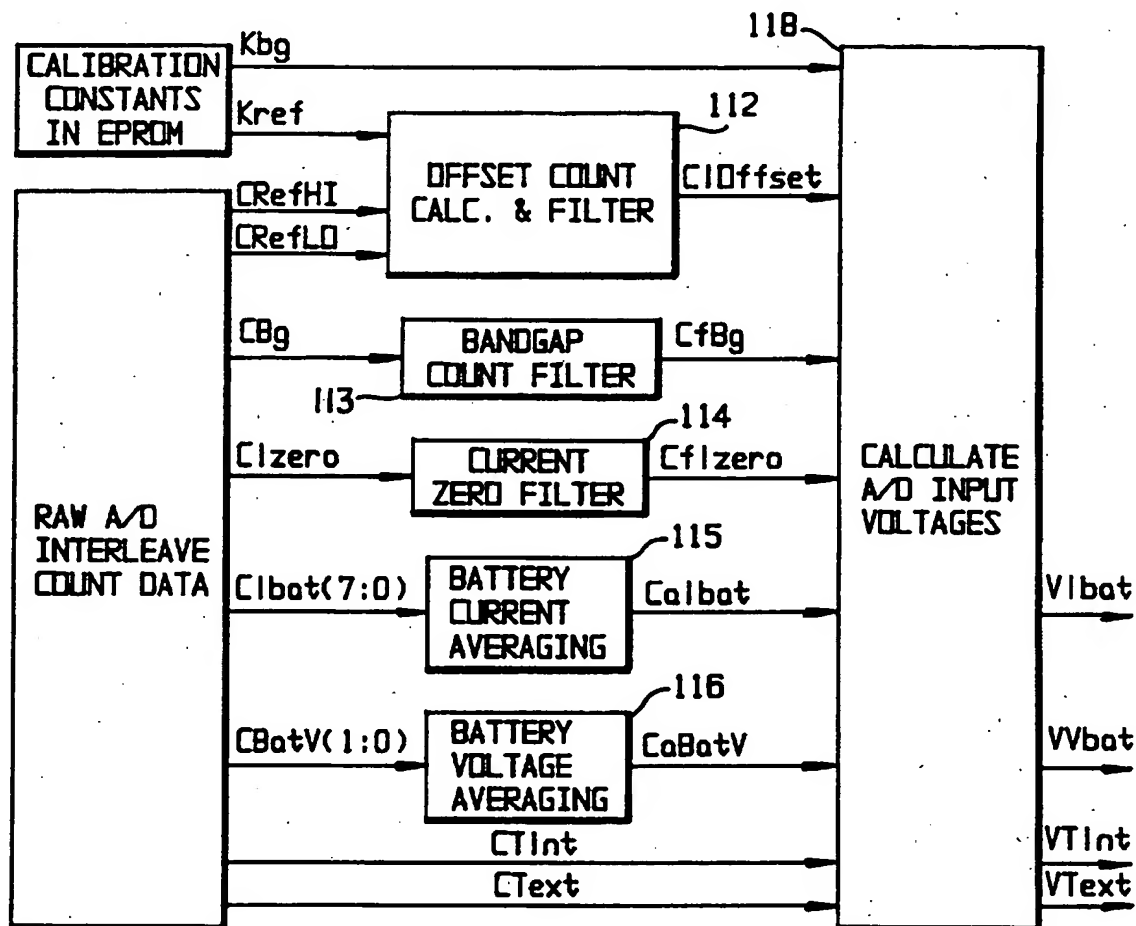 118
Kbg
CALIBRATION
CONSTANTS
IN EPROM
Kref
112
OFFSET COUNT
CALC. & FILTER
CIOffset
CRefHI
CRefLO
CBg
BANDGAP
COUNT FILTER
CfBg
113
114
CIzero
CURRENT
ZERO FILTER
CfIzero
CALCULATE
A/D INPUT
VOLTAGES
RAW A/D
INTERLEAVE
COUNT DATA
115
CIbat(7:0)
BATTERY
CURRENT
AVERAGING
CaIbat
VIbat
116
CBatV(1:0)
BATTERY
VOLTAGE
AVERAGING
CaBatV
VVbat
CTInt
VTInt
CText
VText